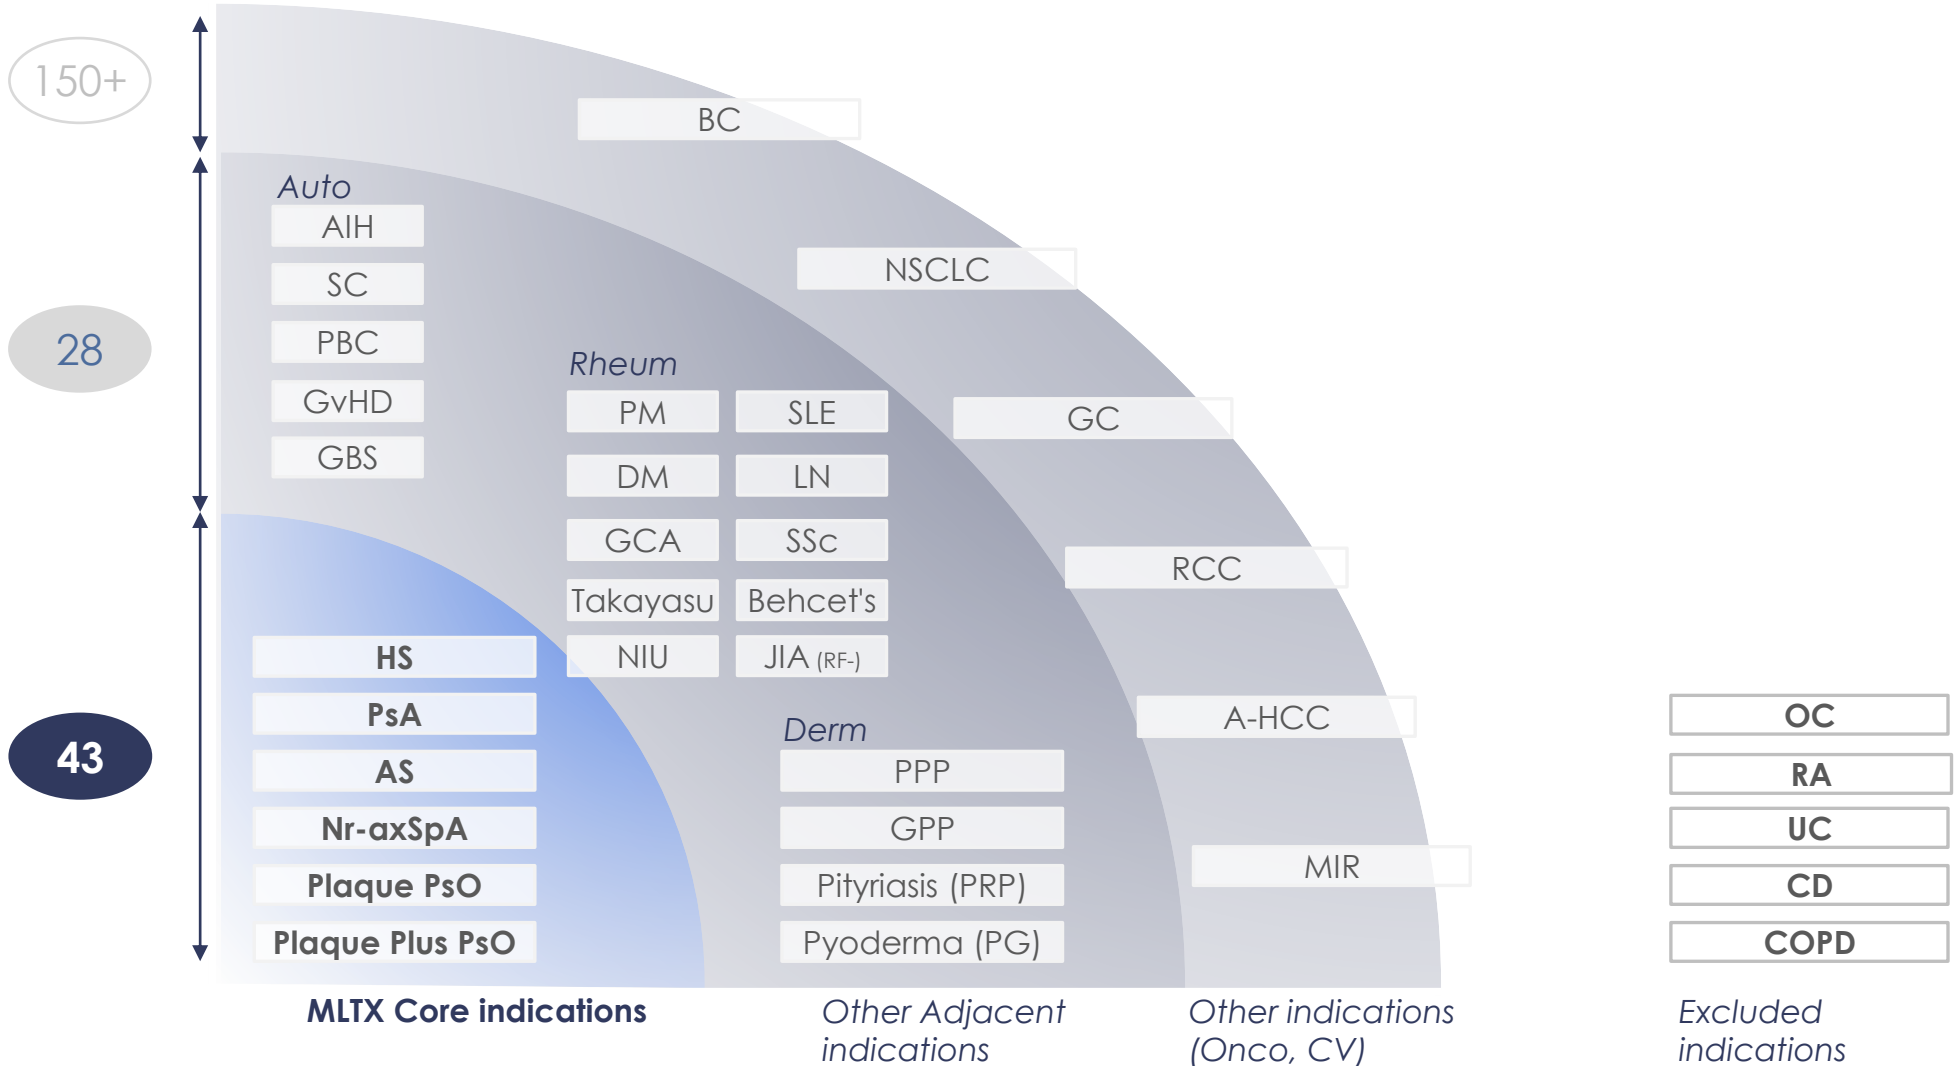 150+
28
43
BC
NSCLC
GC
RCC
A-HCC
MIR
Auto
AIH
SC
PBC
GvHD
GBS
Rheum
PM
SLE
DM
LN
GCA
SSc
Takayasu
Behcet's
NIU
JIA (RF-)
Derm
PPP
GPP
Pityriasis (PRP)
Pyoderma (PG)
HS
PsA
AS
Nr-axSpA
Plaque PsO
Plaque Plus PsO
OC
RA
UC
CD
COPD
MLTX Core indications
Other Adjacent
indications
Other indications
(Onco, CV)
Excluded
indications